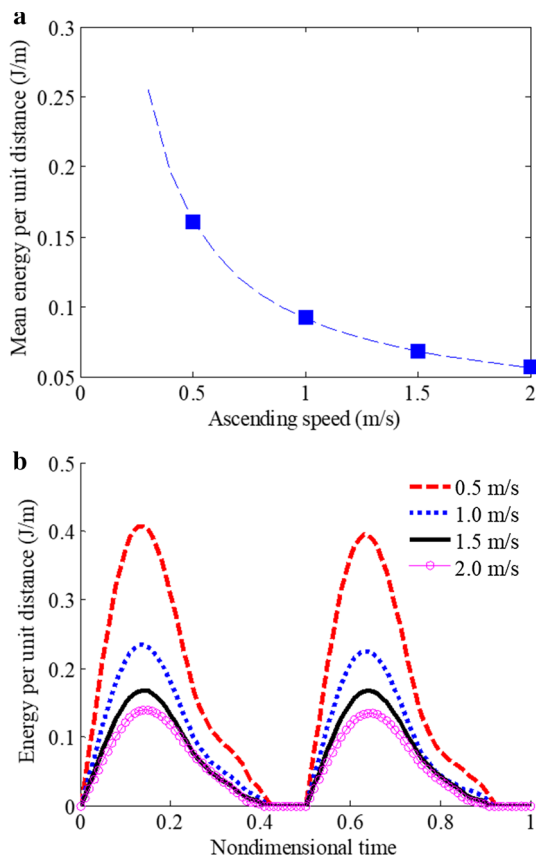 a
Mean energy per unit distance (J/m)
0.3
0.25
0.2
0.15
0.1
0.05
0
0.5
1
1.5
2
Ascending speed (m/s)
b
Energy per unit distance (J/m)
0.5
0.4
0.3
0.2
0.1
0
0.5 m/s
1.0 m/s
1.5 m/s
2.0 m/s
0
0.2
0.4
0.6
0.8
1
Nondimensional time